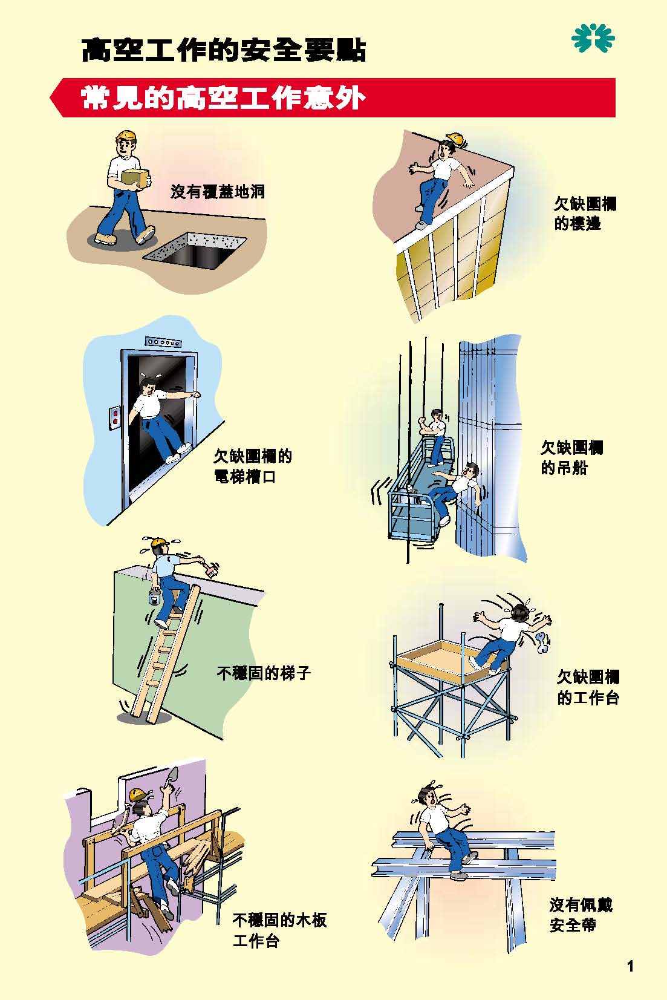 高空工作的安全要點
常見的高空工作意外
沒有覆蓋地洞
欠缺圍欄
的樓邊
欠缺圍欄的
電梯槽口
欠缺圍欄
的吊船
不穩固的梯子
欠缺圍欄
的工作台
不穩固的木板
工作台
沒有佩戴
安全帶
1